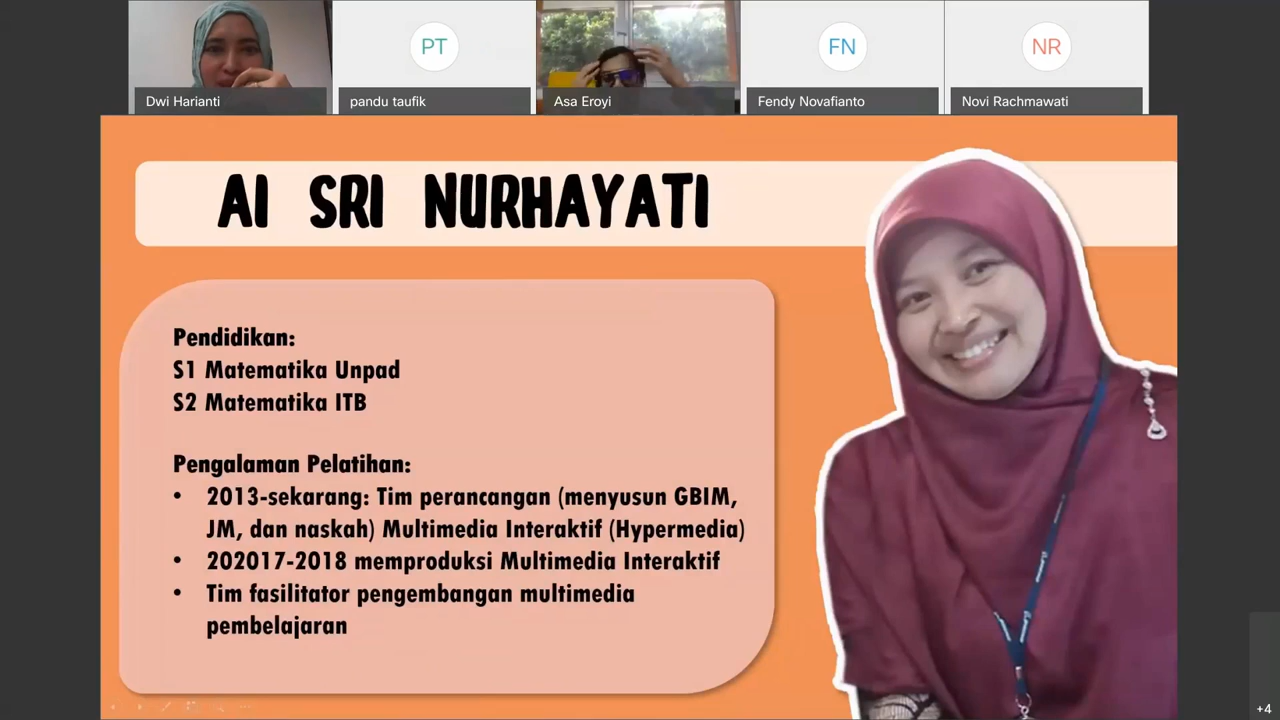 PT
FN
NR
Dwi Harianti
pandu taufik
Asa Eroyi
Fendy Novafianto
Novi Rachmawati
AI SRI NURHAYATI
Pendidikan:
S1 Matematika Unpad
S2 Matematika ITB
Pengalaman Pelatihan:
• 2013-sekarang: Tim perancangan (menyusun GBIM,
JM, dan naskah) Multimedia Interaktif (Hypermedia)
• 202017-2018 memproduksi Multimedia Interaktif
• Tim fasilitator pengembangan multimedia
pembelajaran
+4